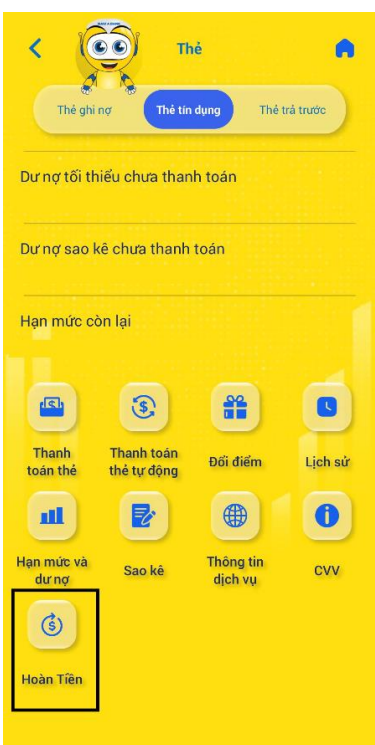 Thẻ
Thẻ ghi nợ
Thẻ tín dụng
Thẻ trả trước
Dư nợ tối thiểu chưa thanh toán
Dư nợ sao kê chưa thanh toán
Hạn mức còn lại
Thanh
toán thẻ
Thanh toán
thẻ tự động
Đổi điểm
Lịch sử
Hạn mức và
dư nợ
Sao kê
Thông tin
dịch vụ
CVV
Hoàn Tiền